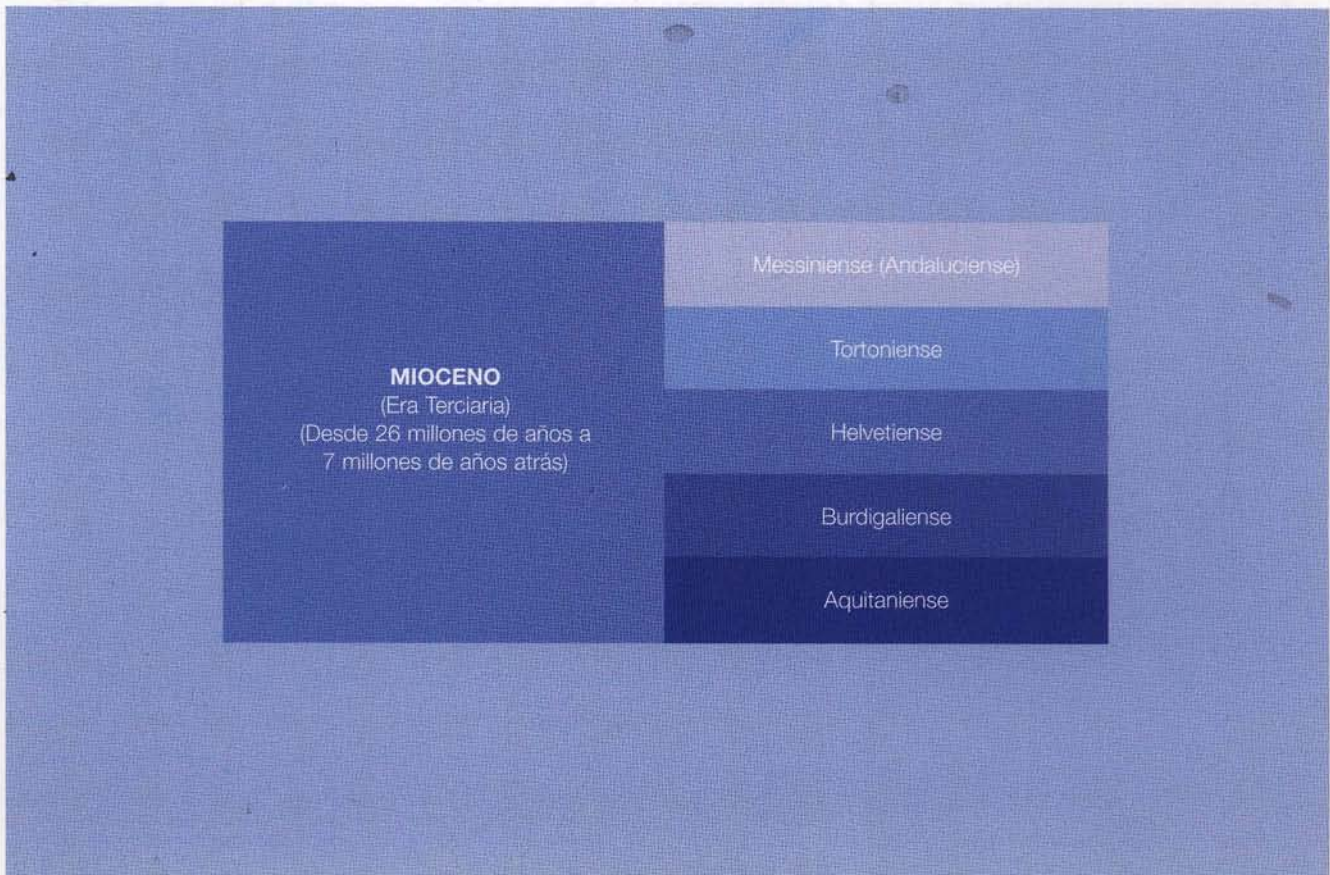 MIOCENO
(Era Terciaria)
(Desde 26 millones de años a
7 millones de años atrás)
Messiniense (Andaluciense)
Tortoniense
Helvetiense
Burdigaliense
Aquitaniense